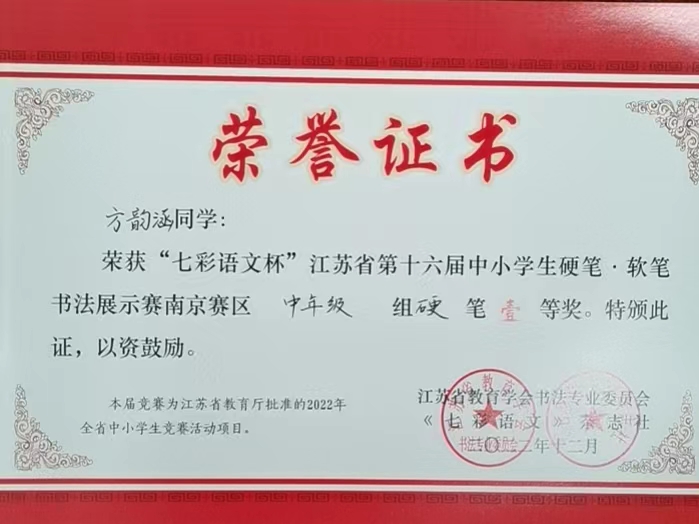 荣誉证书
方韵涵同学：
荣获“七彩语文杯”江苏省第十六届中小学生硬笔·软笔
书法展示赛南京赛区 中年级 组硬 笔 壹 等奖。特颁此
证，以资鼓励。
本届竞赛为江苏省教育厅批准的2022年
全省中小学生竞赛活动项目。
江苏省教育学会书法专业委员会
《七彩语文》杂志社
二〇二二年十二月